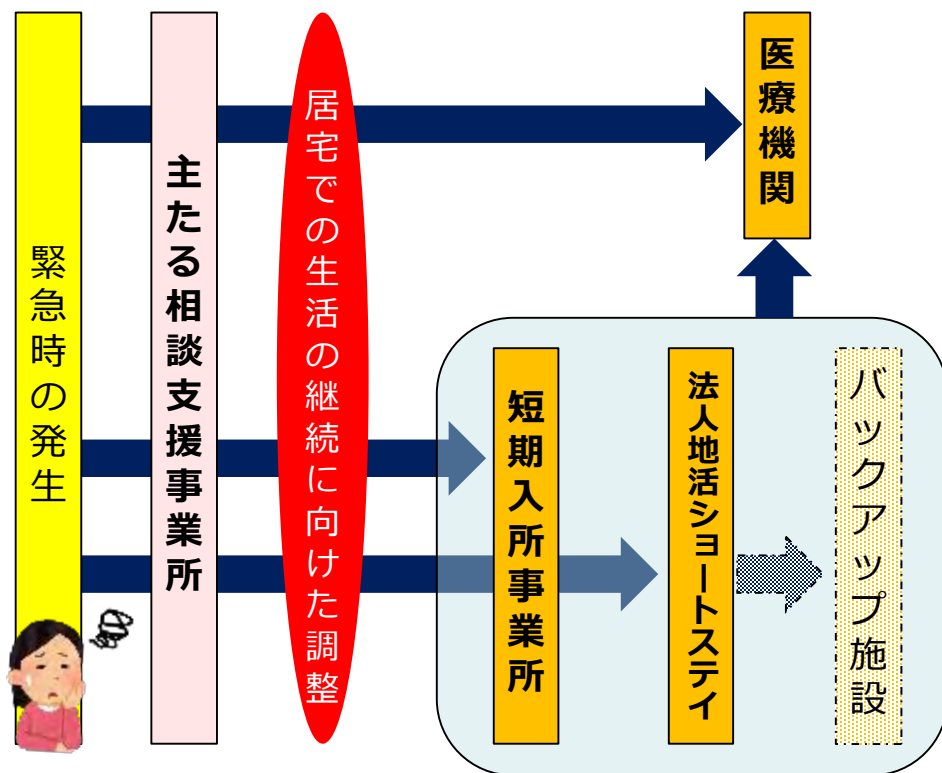 緊急時の発生
主たる相談支援事業所
居宅での生活の継続に向けた調整
医療機関
短期入所事業所
法人地活ショートステイ
バックアップ施設